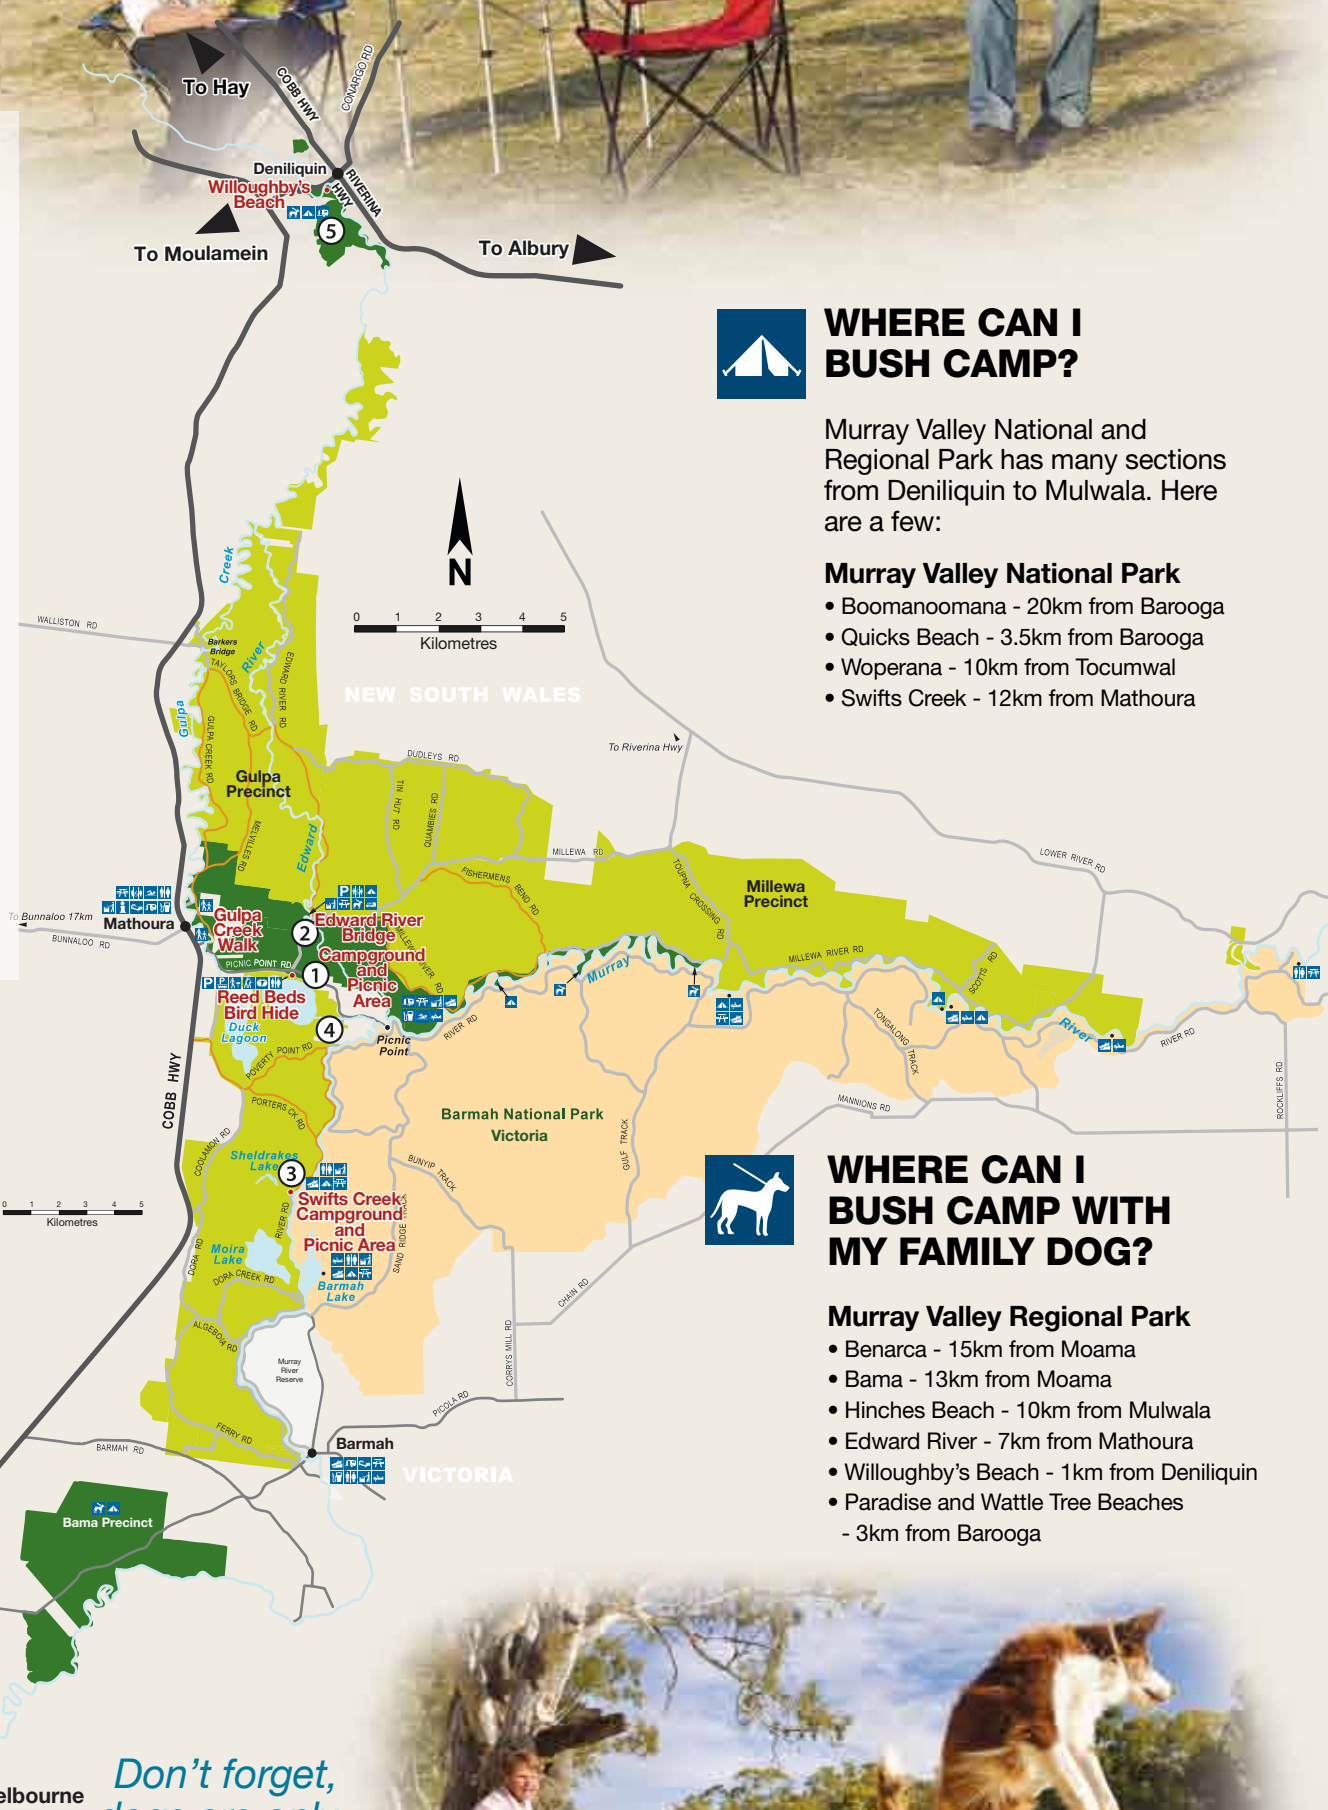 To Hay
COBB HWY
CONARGO RD
Deniliquin
RIVERINA
HWY
Willoughby's
Beach
5
To Moulamein
To Albury
WHERE CAN I
BUSH CAMP?
Murray Valley National and
Regional Park has many sections
from Deniliquin to Mulwala. Here
are a few:
Murray Valley National Park
• Boomanoomana - 20km from Barooga
• Quicks Beach - 3.5km from Barooga
• Woperana - 10km from Tocumwal
• Swifts Creek - 12km from Mathoura
N
0 1 2 3 4 5
Kilometres
NEW SOUTH WALES
Creek
WALLISTON RD
Barkers
Bridge
River
TAYLORS BRIDGE RD
EDWARD RIVER RD
Gulpa
GULPA CREEK RD
To Riverina Hwy
DUDLEYS RD
Gulpa
Precinct
TIN HUT RD
QUAMBIES RD
MELVILLES RD
Edward
MILLEWA RD
LOWER RIVER RD
FISHERMENS BEND RD
TOUPNA CROSSING RD
Millewa
Precinct
P
To Bunnaloo 17km
Mathoura
BUNNALOO RD
Gulpa
Creek
Walk
2
Edward River
Bridge
Campground
and
Picnic
Area
MILLEWA RIVER RD
PICNIC POINT RD
1
P
Reed Beds
Bird Hide
Duck
Lagoon
4
Picnic
Point
RIVER RD
Murray
MILLEWA RIVER RD
SCOTTS RD
River
RIVER RD
TONGALONG TRACK
POVERTY POINT RD
PORTERS CK RD
COBB HWY
COOLAMON RD
Barmah National Park
Victoria
MANNIONS RD
ROCKLIFFS RD
GULF TRACK
BUNYIP TRACK
Sheldrakes
Lake
3
Swifts Creek
Campground
and
Picnic Area
RIVER RD
SAND RIDGE TRACK
0 1 2 3 4 5
Kilometres
DORA RD
Moira
Lake
DORA CREEK RD
Barmah
Lake
CHAIN RD
ALGEBOIA RD
Murray
River
Reserve
CORRYS MILL RD
PICOLA RD
FERRY RD
BARMAH RD
Barmah
VICTORIA
Bama Precinct
WHERE CAN I
BUSH CAMP WITH
MY FAMILY DOG?
Murray Valley Regional Park
• Benarca - 15km from Moama
• Bama - 13km from Moama
• Hinches Beach - 10km from Mulwala
• Edward River - 7km from Mathoura
• Willoughby's Beach - 1km from Deniliquin
• Paradise and Wattle Tree Beaches
- 3km from Barooga
Don't forget,
dogs are only
elbourne